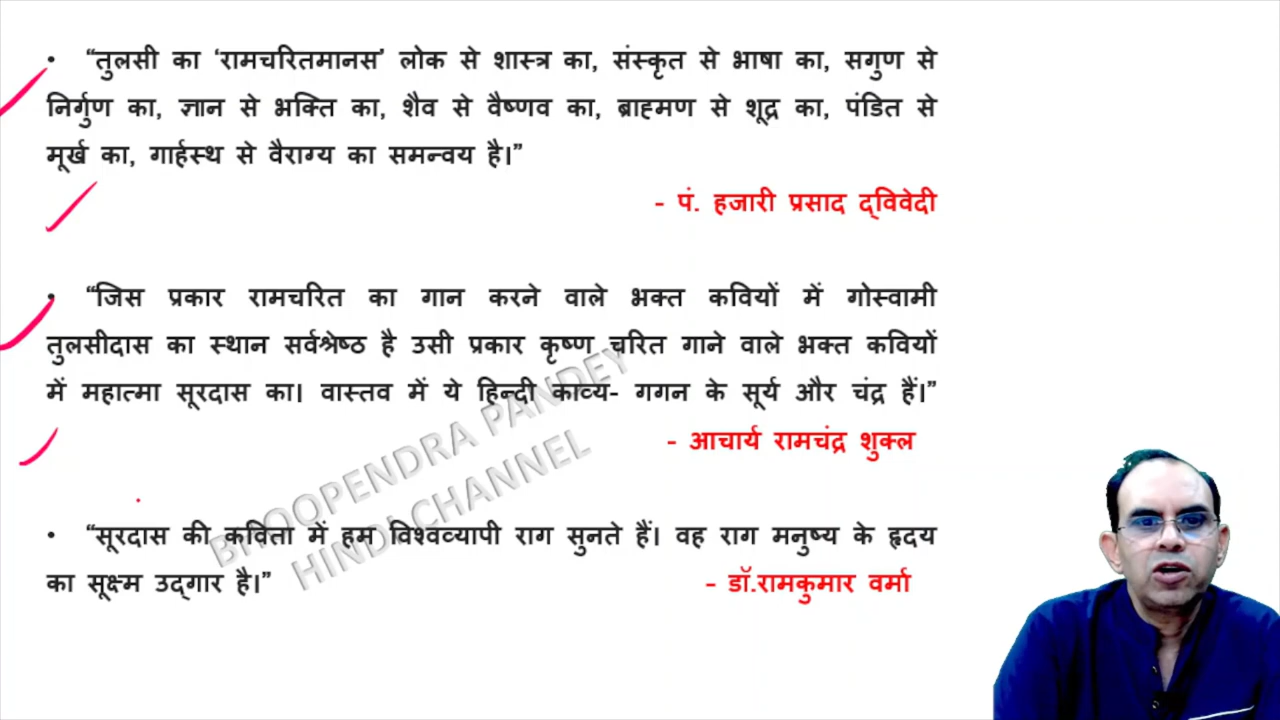 • “तुलसी का ‘रामचरितमानस’ लोक से शास्त्र का, संस्कृत से भाषा का, सगुण से
निर्गुण का, ज्ञान से भक्ति का, शैव से वैष्णव का, ब्राह्मण से शूद्र का, पंडित से
मूर्ख का, गार्हस्थ से वैराग्य का समन्वय है।”
- पं. हजारी प्रसाद द्‌विवेदी
• “जिस प्रकार रामचरित का गान करने वाले भक्त कवियों में गोस्वामी
तुलसीदास का स्थान सर्वश्रेष्ठ है उसी प्रकार कृष्ण चरित गाने वाले भक्त कवियों
में महात्मा सूरदास का। वास्तव में ये हिन्दी काव्य- गगन के सूर्य और चंद्र हैं।”
- आचार्य रामचंद्र शुक्ल
• “सूरदास की कविता में हम विश्वव्यापी राग सुनते हैं। वह राग मनुष्य के हृदय
का सूक्ष्म उद्‌गार है।”
- डॉ.रामकुमार वर्मा
BHOOPENDRA PANDEY
HINDI CHANNEL